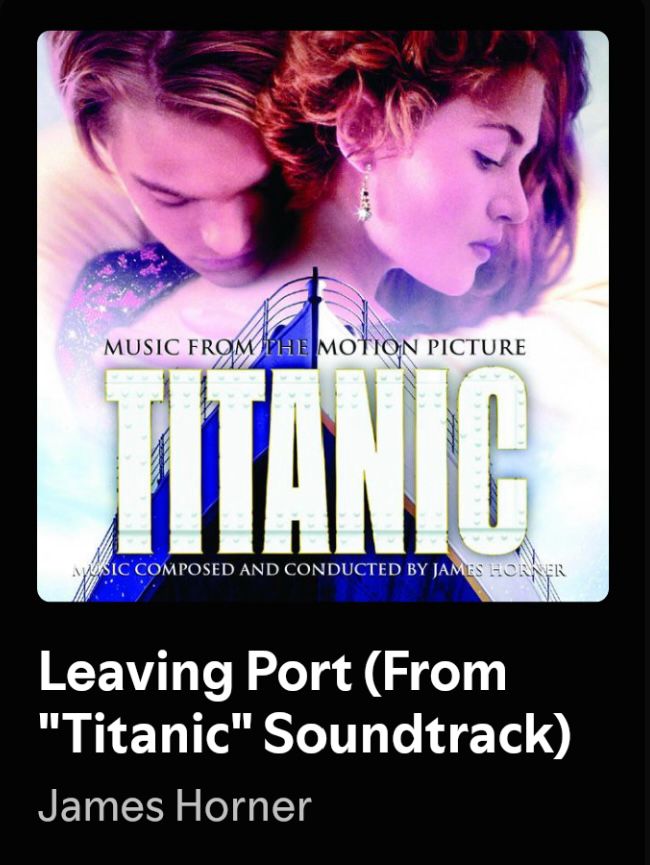 MUSIC FROM THE MOTION PICTURE
TITANIC
MUSIC COMPOSED AND CONDUCTED BY JAMES HORNER
Leaving Port (From
"Titanic" Soundtrack)
James Horner